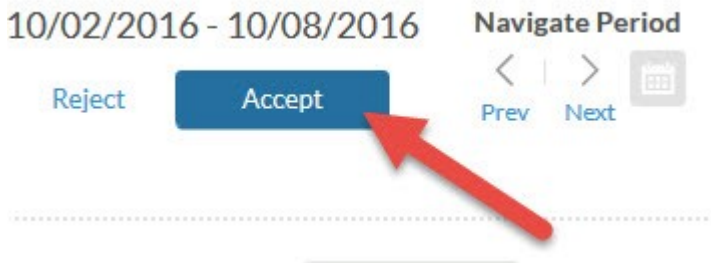 10/02/2016 - 10/08/2016
Navigate Period
Reject
Accept
Prev
Next